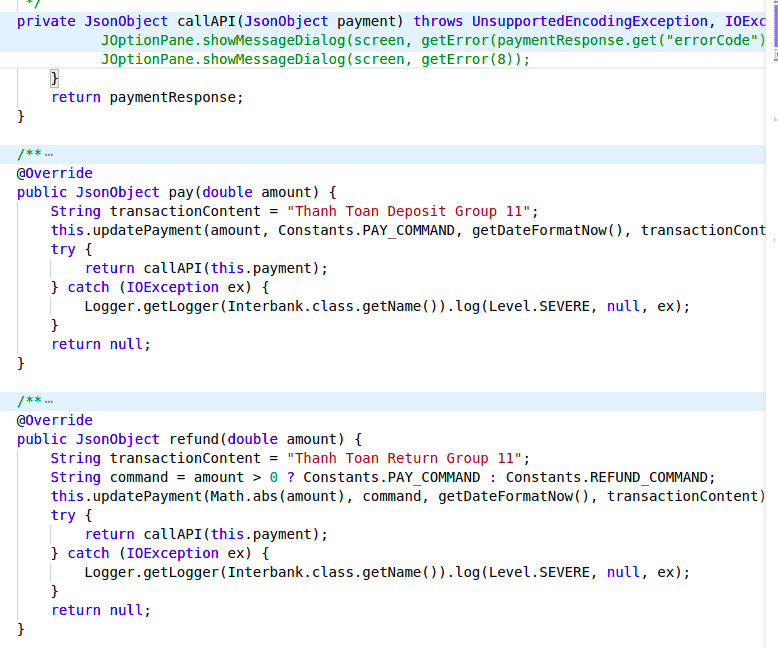 */
private JsonObject callAPI(JsonObject payment) throws UnsupportedEncodingException, IOExc
JOptionPane.showMessageDialog(screen, getError(paymentResponse.get("errorCode")
JOptionPane.showMessageDialog(screen, getError(8));
}
return paymentResponse;
}
/**⋯
@Override
public JsonObject pay(double amount) {
String transactionContent = "Thanh Toan Deposit Group 11";
this.updatePayment(amount, Constants.PAY_COMMAND, getDateFormatNow(), transactionCont
try {
return callAPI(this.payment);
} catch (IOException ex) {
Logger.getLogger(Interbank.class.getName()).log(Level.SEVERE, null, ex);
}
return null;
}
/**⋯
@Override
public JsonObject refund(double amount) {
String transactionContent = "Thanh Toan Return Group 11";
String command = amount > 0 ? Constants.PAY_COMMAND : Constants.REFUND_COMMAND;
this.updatePayment(Math.abs(amount), command, getDateFormatNow(), transactionContent)
try {
return callAPI(this.payment);
} catch (IOException ex) {
Logger.getLogger(Interbank.class.getName()).log(Level.SEVERE, null, ex);
}
return null;
}